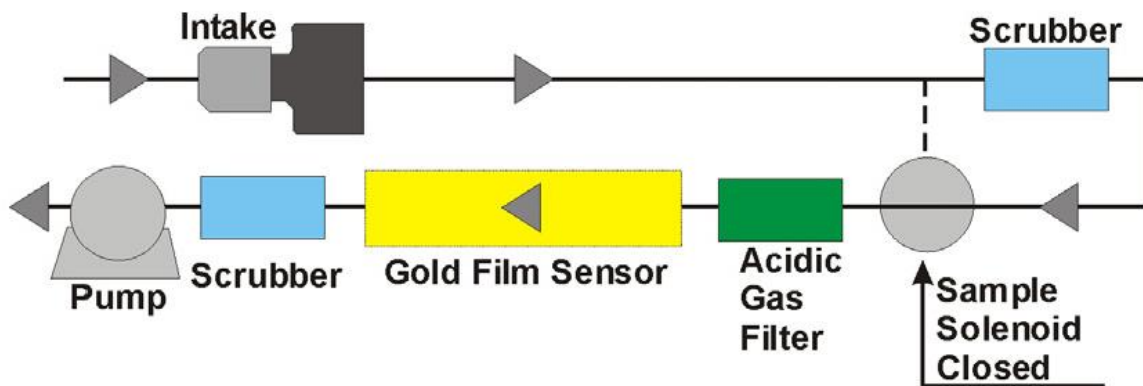 Intake
Scrubber
Pump
Scrubber
Gold Film Sensor
Acidic
Gas
Filter
Sample
Solenoid
Closed